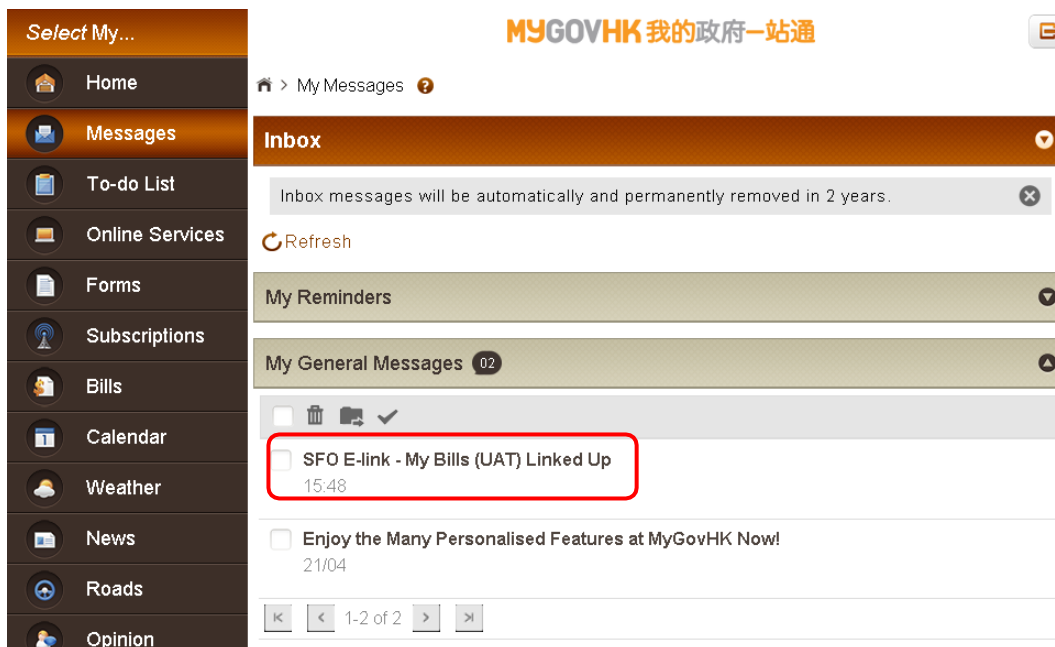 Select My...
Home
Messages
To-do List
Online Services
Forms
Subscriptions
Bills
Calendar
Weather
News
Roads
Opinion
MYGOVHK 我的政府一站通
> My Messages ?
Inbox
Inbox messages will be automatically and permanently removed in 2 years.
Refresh
My Reminders
My General Messages 02
SFO E-link - My Bills (UAT) Linked Up
15:48
Enjoy the Many Personalised Features at MyGovHK Now!
21/04
1-2 of 2